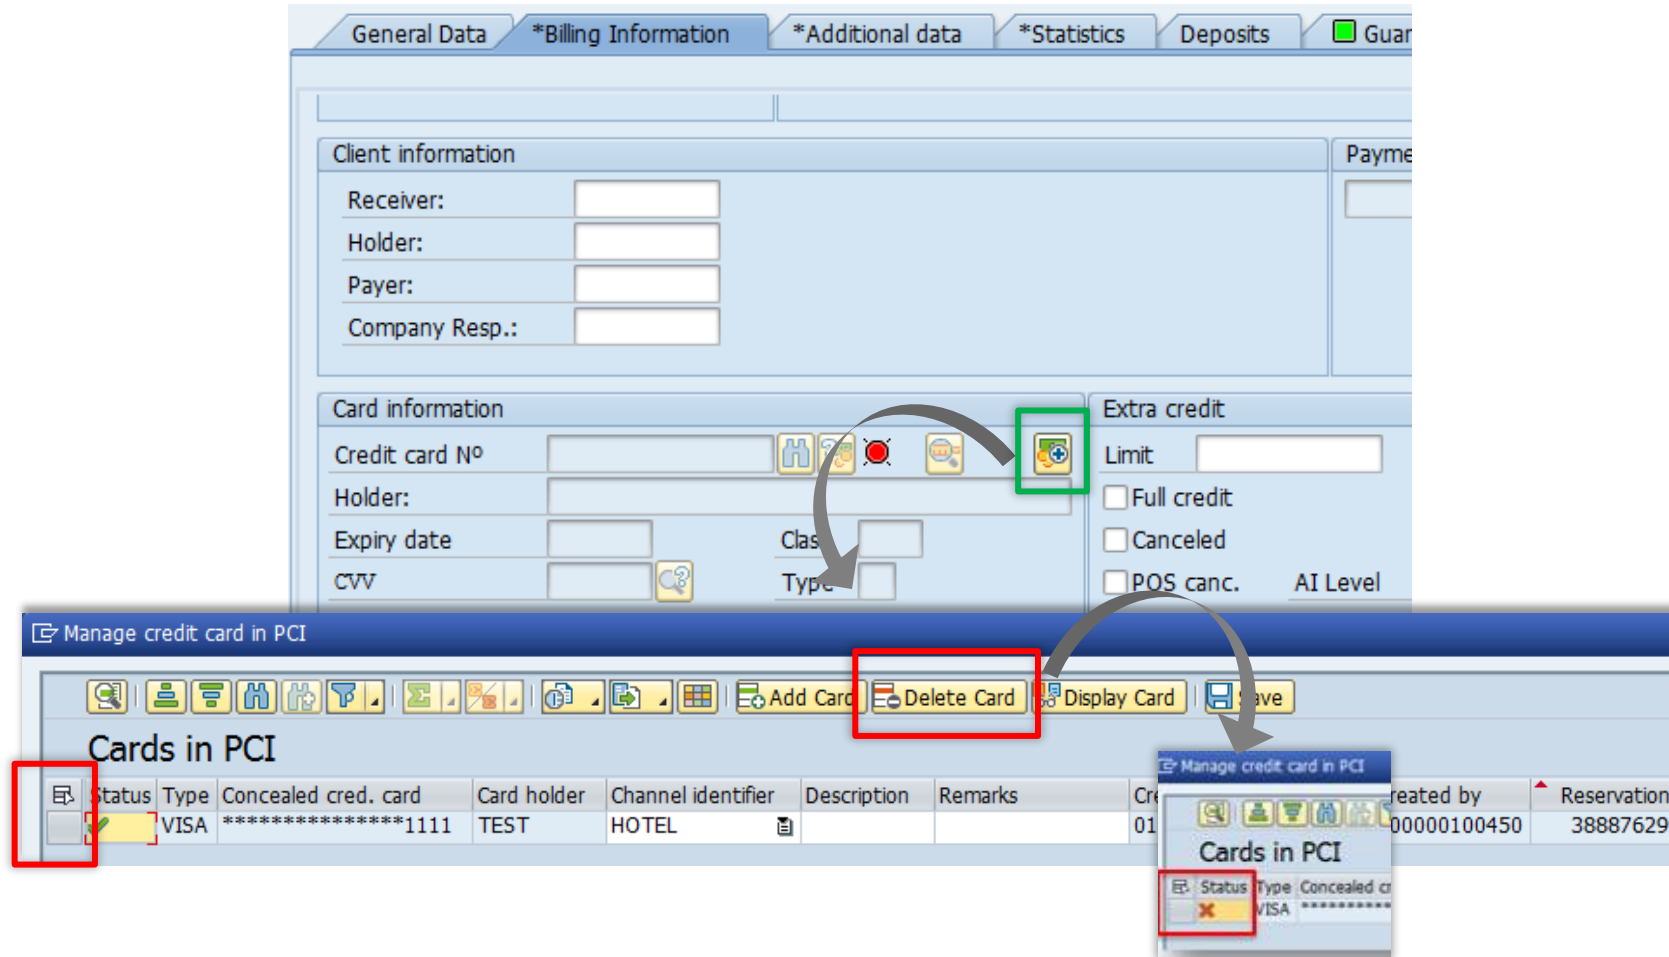 General Data *Billing Information *Additional data *Statistics Deposits Guar
Client information Payme
Receiver:
Holder:
Payer:
Company Resp.:
Card information Extra credit
Credit card Nº Limit
Holder: Full credit
Expiry date Clas Canceled
CVV Type POS canc. AI Level
Manage credit card in PCI
Add Card Delete Card Display Card Save
Cards in PCI
Status Type Concealed cred. card Card holder Channel identifier Description Remarks Cre reated by Reservation
VISA ***************1111 TEST HOTEL 01 00000100450 38887629
Manage credit card in PCI
Cards in PCI
Status Type Concealed cr
VISA **********